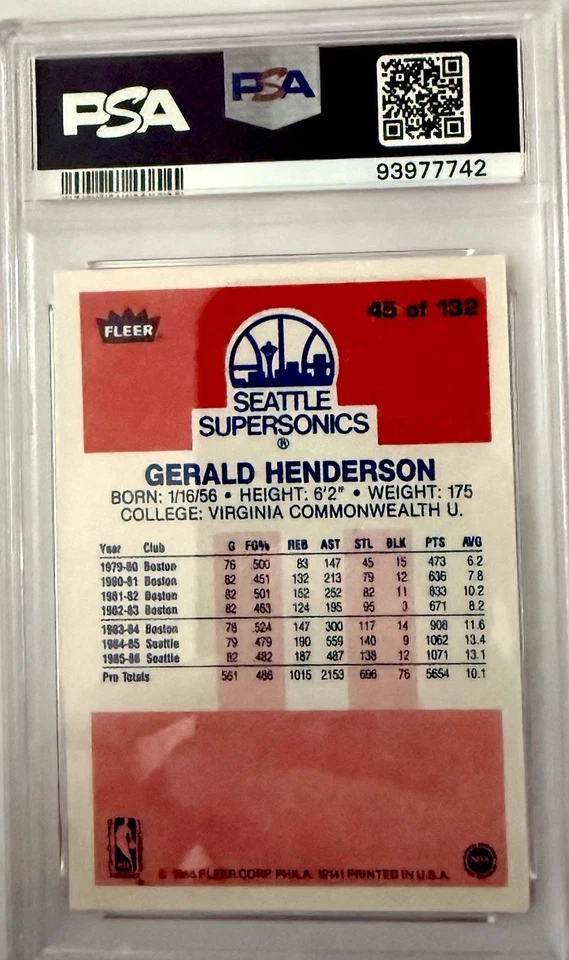 PSA PSA
93977742
FLEER
45 of 132
SEATTLE
SUPERSONICS
®
GERALD HENDERSON
BORN: 1/16/56 • HEIGHT: 6'2" • WEIGHT: 175
COLLEGE: VIRGINIA COMMONWEALTH U.
Year Club G FG% REB AST STL BLK PTS AVG
1979-80 Boston 76 .500 83 147 45 15 473 6.2
1980-81 Boston 82 .451 132 213 79 12 636 7.8
1981-82 Boston 82 .501 152 252 82 11 833 10.2
1982-83 Boston 82 .463 124 195 95 3 671 8.2
1983-84 Boston 78 .524 147 300 117 14 908 11.6
1984-85 Seattle 79 .479 190 559 140 9 1062 13.4
1985-86 Seattle 82 .482 187 487 138 12 1071 13.1
Pro Totals 561 .486 1015 2153 696 76 5654 10.1
© 1986 FLEER CORP. PHILA. 19141 PRINTED IN U.S.A.